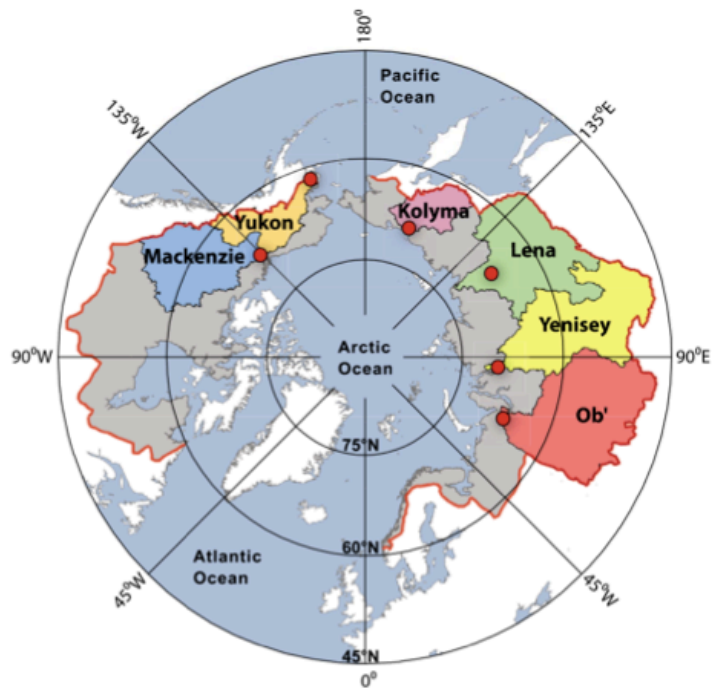 180°
Pacific
Ocean
135°W
135°E
Kolyma
Yukon
Mackenzie
Lena
Yenisey
90°W
Arctic
Ocean
90°E
Ob'
75°N
60°N
Atlantic
Ocean
45°W
45°W
45°N
0°